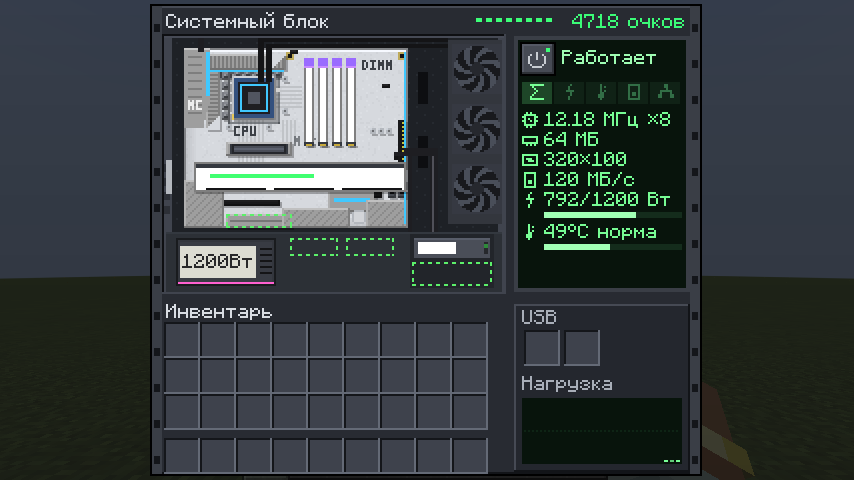 Системный блок
4718 очков
Работает
DIMM
MC
CPU
M
12.18 МГц x8
64 МБ
320×100
120 МБ/с
792/1200 Вт
49°C норма
1200Вт
Инвентарь
USB
Нагрузка